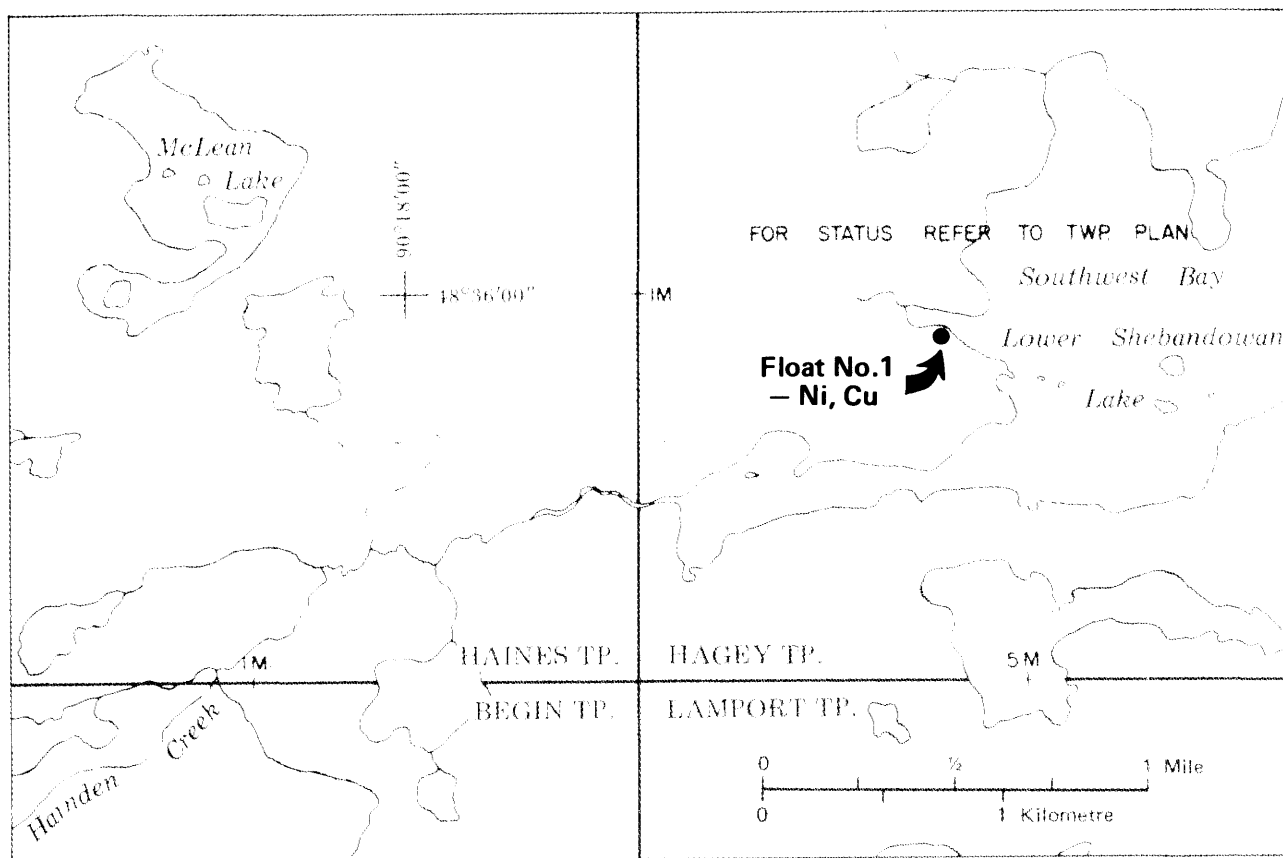 McLean
Lake
90°18'00"
48°36'00"
1M
FOR STATUS REFER TO TWP. PLAN
Southwest Bay
Lower Shebandowan
Lake
Float No.1
— Ni, Cu
HAINES TP.
HAGEY TP.
1M
5M
BEGIN TP.
LAMPORT TP.
Harnden Creek
0 ½ 1 Mile
0 1 Kilometre